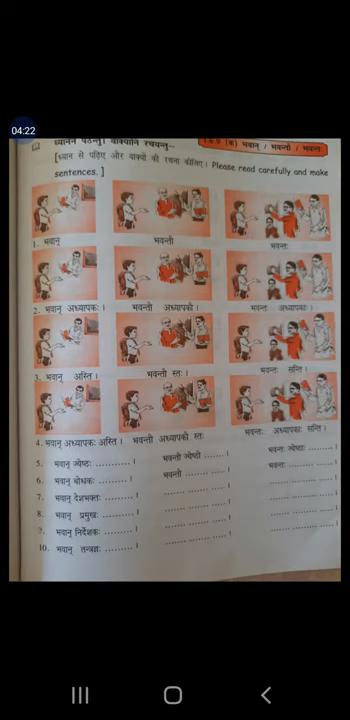 04:22
ध्यानेन पठन्तु। वाक्यानि रचयन्तु–
(क) भवान् / भवन्तौ / भवन्तः
[ध्यान से पढ़िए और वाक्यों की रचना कीजिए। Please read carefully and make
sentences. ]
1. भवान् भवन्तौ भवन्तः
2. भवान् अध्यापकः। भवन्तौ अध्यापकौ। भवन्तः अध्यापकाः।
3. भवान् अस्ति। भवन्तौ स्तः। भवन्तः सन्ति।
4. भवान् अध्यापकः अस्ति। भवन्तौ अध्यापकौ स्तः भवन्तः अध्यापकाः सन्ति।
5. भवान् ज्येष्ठः ........... । भवन्तौ ज्येष्ठौ ....... । भवन्तः ज्येष्ठाः ......... ।
6. भवान् बोधकः .......... । भवन्तौ ............... । भवन्तः ............... ।
7. भवान् देशभक्तः .......... । ....... ........ ..... । ....... ........... ..... ।
8. भवान् प्रमुखः .......... । ....... ........ ..... । ....... ........... ..... ।
9. भवान् निर्देशकः ......... । ....... ........ ..... । ....... ........... ..... ।
10. भवान् तन्त्रज्ञः ......... । ....... ........ ..... । ....... ........... ..... ।